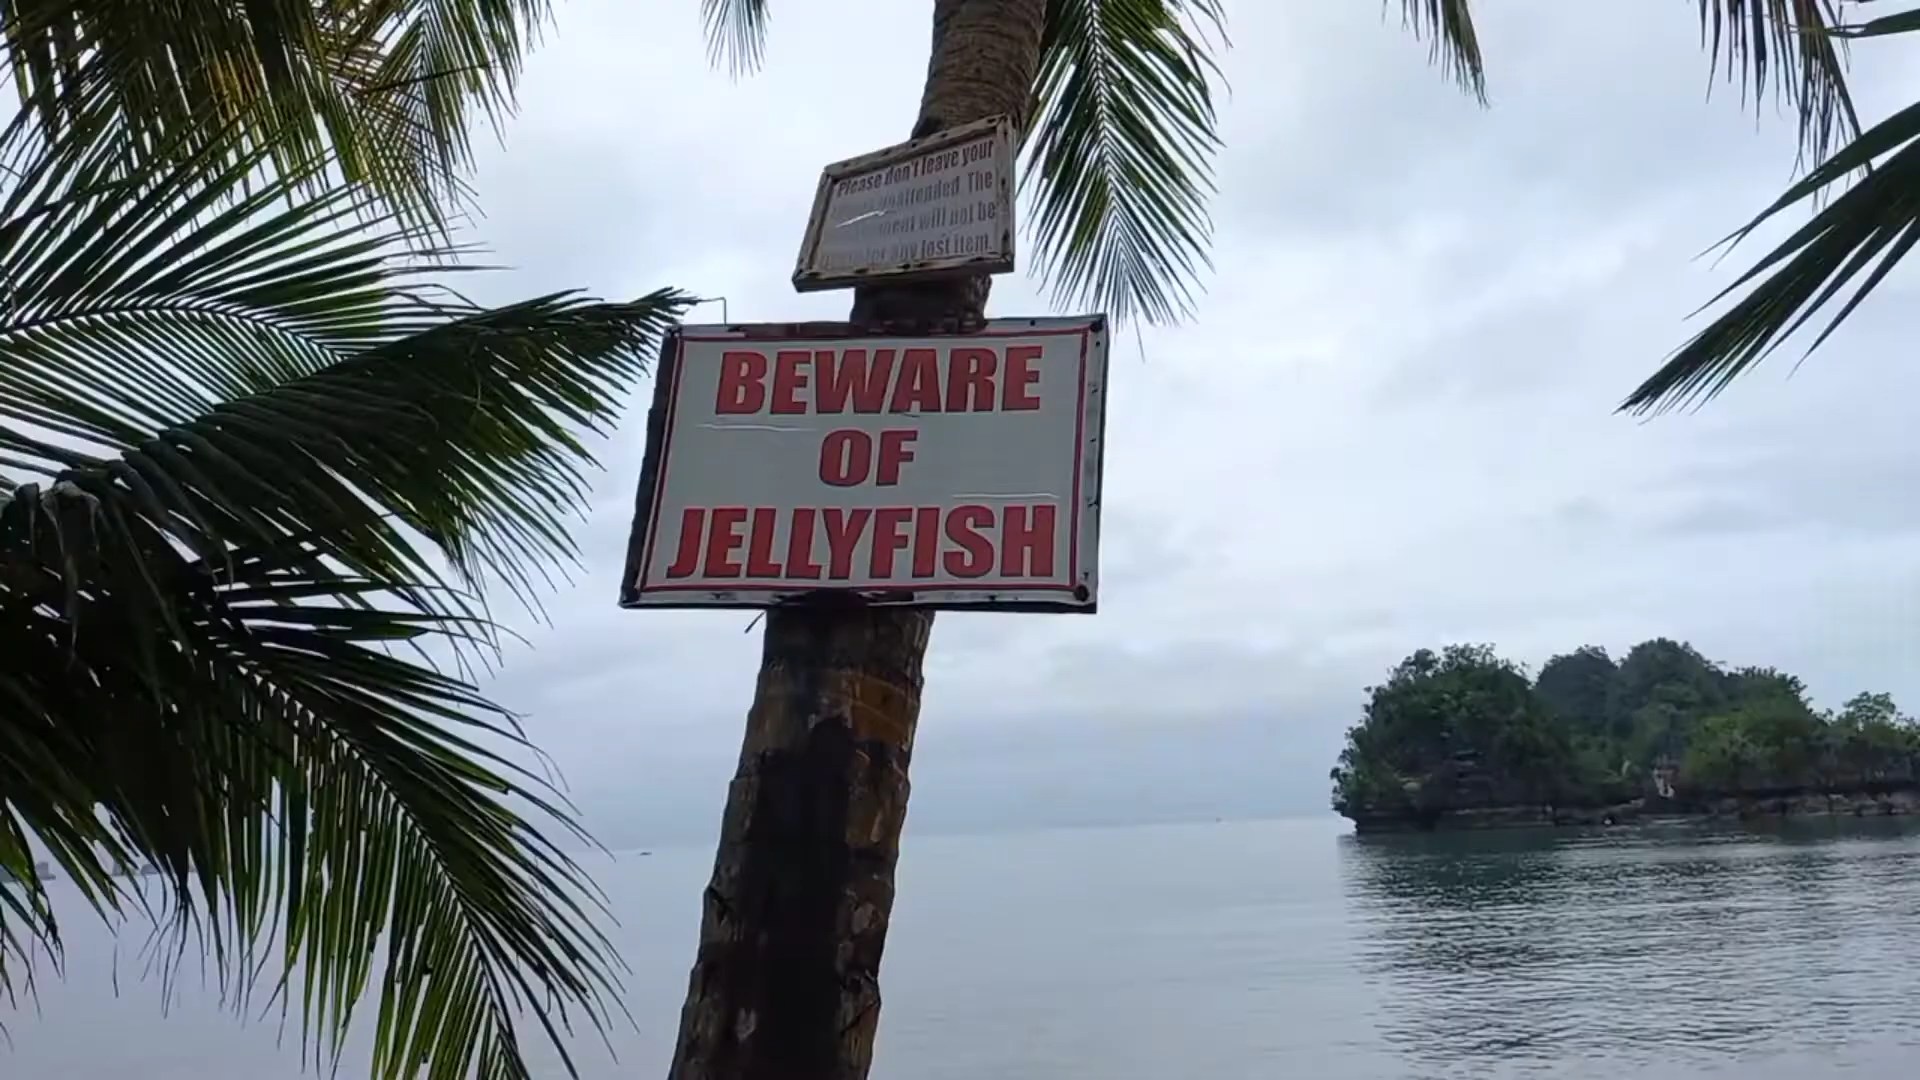 Please don't leave your
unattended. The
will not be
for any lost item.
BEWARE
OF
JELLYFISH